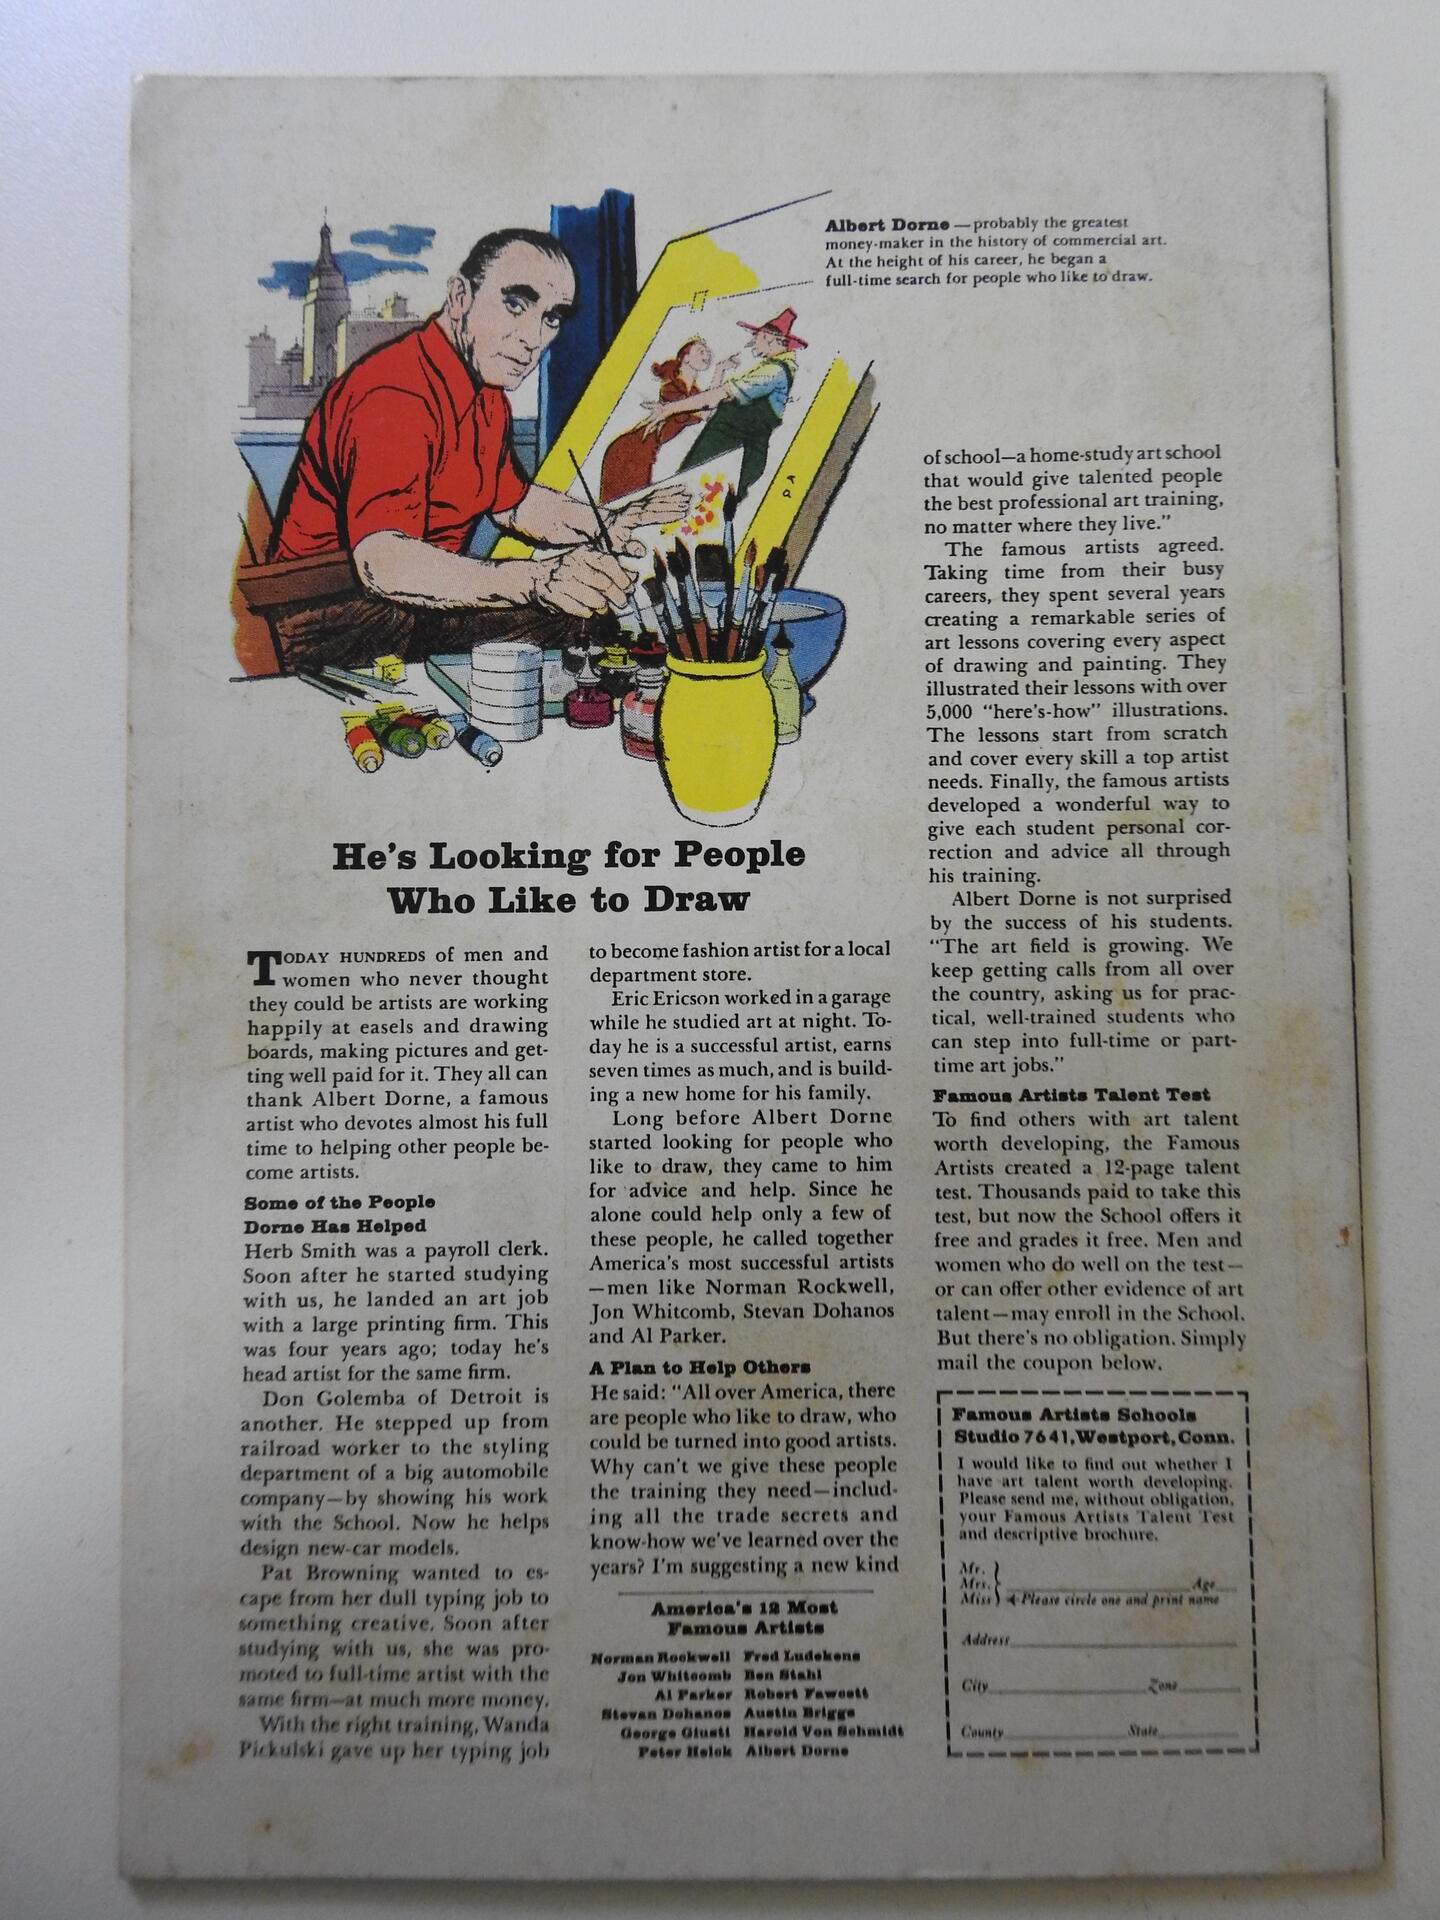 Albert Dorne — probably the greatest
money-maker in the history of commercial art.
At the height of his career, he began a
full-time search for people who like to draw.
He's Looking for People
Who Like to Draw
TODAY HUNDREDS of men and
women who never thought
they could be artists are working
happily at easels and drawing
boards, making pictures and get-
ting well paid for it. They all can
thank Albert Dorne, a famous
artist who devotes almost his full
time to helping other people be-
come artists.
Some of the People
Dorne Has Helped
Herb Smith was a payroll clerk.
Soon after he started studying
with us, he landed an art job
with a large printing firm. This
was four years ago; today he's
head artist for the same firm.
Don Golemba of Detroit is
another. He stepped up from
railroad worker to the styling
department of a big automobile
company—by showing his work
with the School. Now he helps
design new-car models.
Pat Browning wanted to es-
cape from her dull typing job to
something creative. Soon after
studying with us, she was pro-
moted to full-time artist with the
same firm—at much more money.
With the right training, Wanda
Pickulski gave up her typing job
to become fashion artist for a local
department store.
Eric Ericson worked in a garage
while he studied art at night. To-
day he is a successful artist, earns
seven times as much, and is build-
ing a new home for his family.
Long before Albert Dorne
started looking for people who
like to draw, they came to him
for advice and help. Since he
alone could help only a few of
these people, he called together
America's most successful artists
—men like Norman Rockwell,
Jon Whitcomb, Stevan Dohanos
and Al Parker.
A Plan to Help Others
He said: "All over America, there
are people who like to draw, who
could be turned into good artists.
Why can't we give these people
the training they need—includ-
ing all the trade secrets and
know-how we've learned over the
years? I'm suggesting a new kind
America's 12 Most
Famous Artists
Norman Rockwell Fred Ludekens
Jon Whitcomb Ben Stahl
Al Parker Robert Fawcett
Stevan Dohanos Austin Briggs
George Giusti Harold Von Schmidt
Peter Helck Albert Dorne
of school—a home-study art school
that would give talented people
the best professional art training,
no matter where they live."
The famous artists agreed.
Taking time from their busy
careers, they spent several years
creating a remarkable series of
art lessons covering every aspect
of drawing and painting. They
illustrated their lessons with over
5,000 "here's-how" illustrations.
The lessons start from scratch
and cover every skill a top artist
needs. Finally, the famous artists
developed a wonderful way to
give each student personal cor-
rection and advice all through
his training.
Albert Dorne is not surprised
by the success of his students.
"The art field is growing. We
keep getting calls from all over
the country, asking us for prac-
tical, well-trained students who
can step into full-time or part-
time art jobs."
Famous Artists Talent Test
To find others with art talent
worth developing, the Famous
Artists created a 12-page talent
test. Thousands paid to take this
test, but now the School offers it
free and grades it free. Men and
women who do well on the test—
or can offer other evidence of art
talent—may enroll in the School.
But there's no obligation. Simply
mail the coupon below.
Famous Artists Schools
Studio 7641, Westport, Conn.
I would like to find out whether I
have art talent worth developing.
Please send me, without obligation,
your Famous Artists Talent Test
and descriptive brochure.
Mr.
Mrs. Age
Miss Please circle one and print name
Address
City Zone
County State